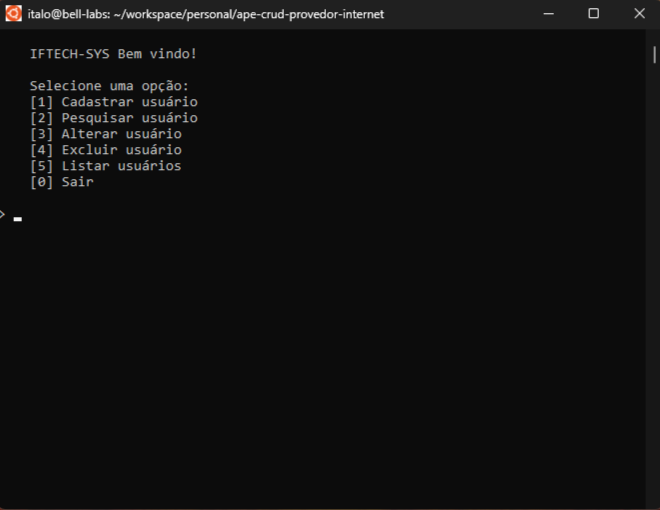 italo@bell-labs: ~/workspace/personal/ape-crud-provedor-internet
IFTECH-SYS Bem vindo!
Selecione uma opção:
[1] Cadastrar usuário
[2] Pesquisar usuário
[3] Alterar usuário
[4] Excluir usuário
[5] Listar usuários
[0] Sair
>